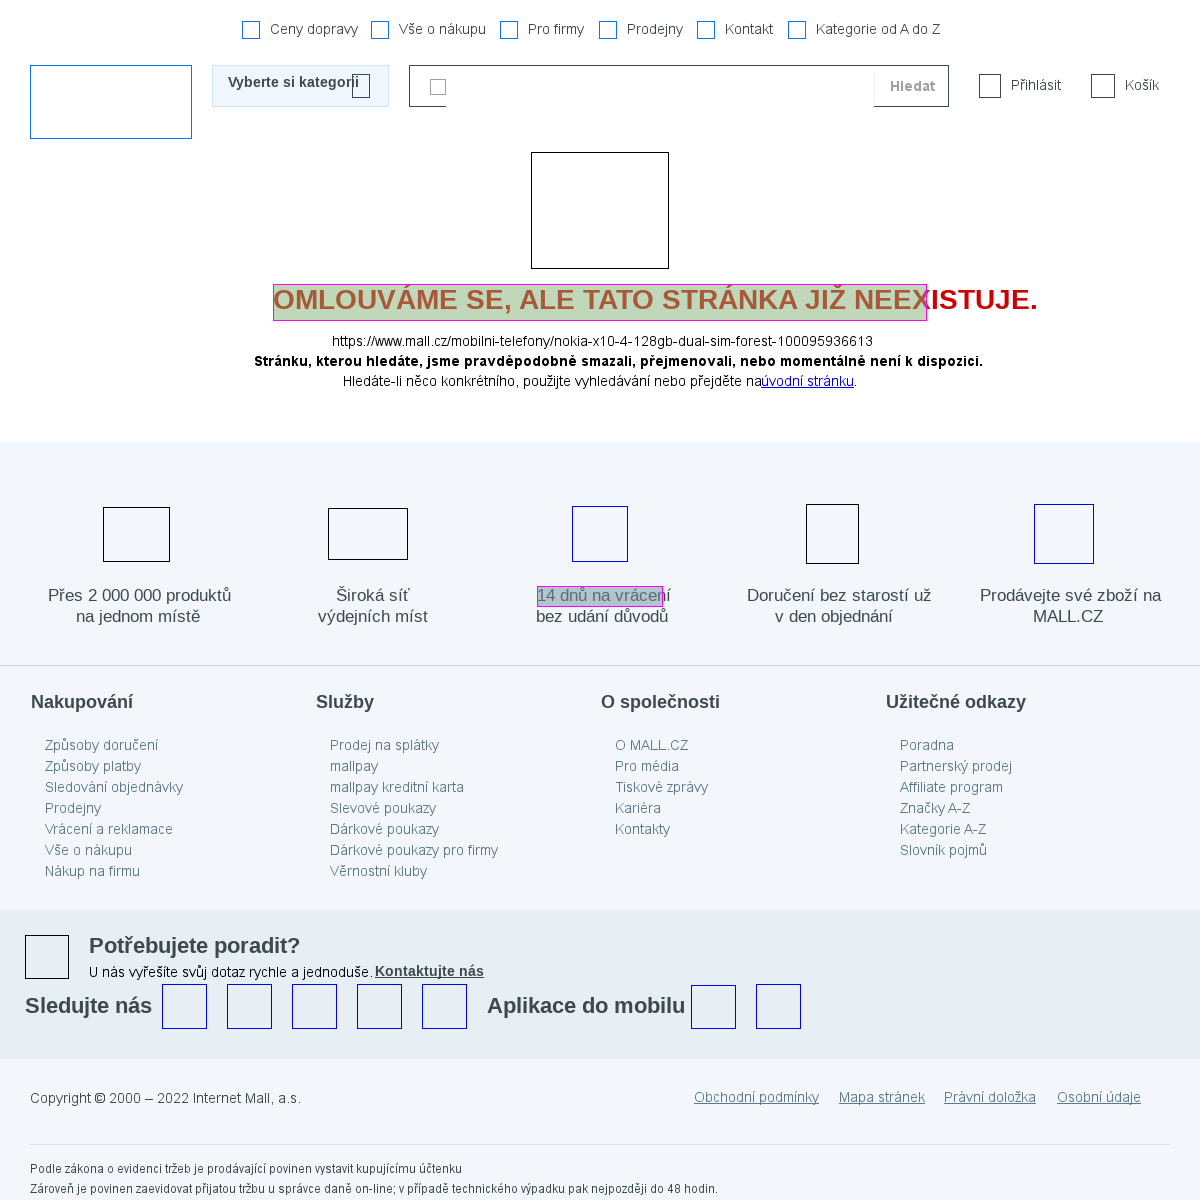 Ceny dopravy Vše o nákupu Pro firmy Prodejny Kontakt Kategorie od A do Z
Vyberte si kategorii Hledat Přihlásit Košík
OMLOUVÁME SE, ALE TATO STRÁNKA JIŽ NEEXISTUJE.
https://www.mall.cz/mobilni-telefony/nokia-x10-4-128gb-dual-sim-forest-100095936613
Stránku, kterou hledáte, jsme pravděpodobně smazali, přejmenovali, nebo momentálně není k dispozici.
Hledáte-li něco konkrétního, použijte vyhledávání nebo přejděte naúvodní stránku.
Přes 2 000 000 produktů
na jednom místě
Široká síť
výdejních míst
14 dnů na vrácení
bez udání důvodů
Doručení bez starostí už
v den objednání
Prodávejte své zboží na
MALL.CZ
Nakupování
Způsoby doručení
Způsoby platby
Sledování objednávky
Prodejny
Vrácení a reklamace
Vše o nákupu
Nákup na firmu
Služby
Prodej na splátky
mallpay
mallpay kreditní karta
Slevové poukazy
Dárkové poukazy
Dárkové poukazy pro firmy
Věrnostní kluby
O společnosti
O MALL.CZ
Pro média
Tiskové zprávy
Kariéra
Kontakty
Užitečné odkazy
Poradna
Partnerský prodej
Affiliate program
Značky A-Z
Kategorie A-Z
Slovník pojmů
Potřebujete poradit?
U nás vyřešíte svůj dotaz rychle a jednoduše. Kontaktujte nás
Sledujte nás Aplikace do mobilu
Copyright © 2000 – 2022 Internet Mall, a.s. Obchodní podmínky Mapa stránek Právní doložka Osobní údaje
Podle zákona o evidenci tržeb je prodávající povinen vystavit kupujícímu účtenku
Zároveň je povinen zaevidovat přijatou tržbu u správce daně on-line; v případě technického výpadku pak nejpozději do 48 hodin.